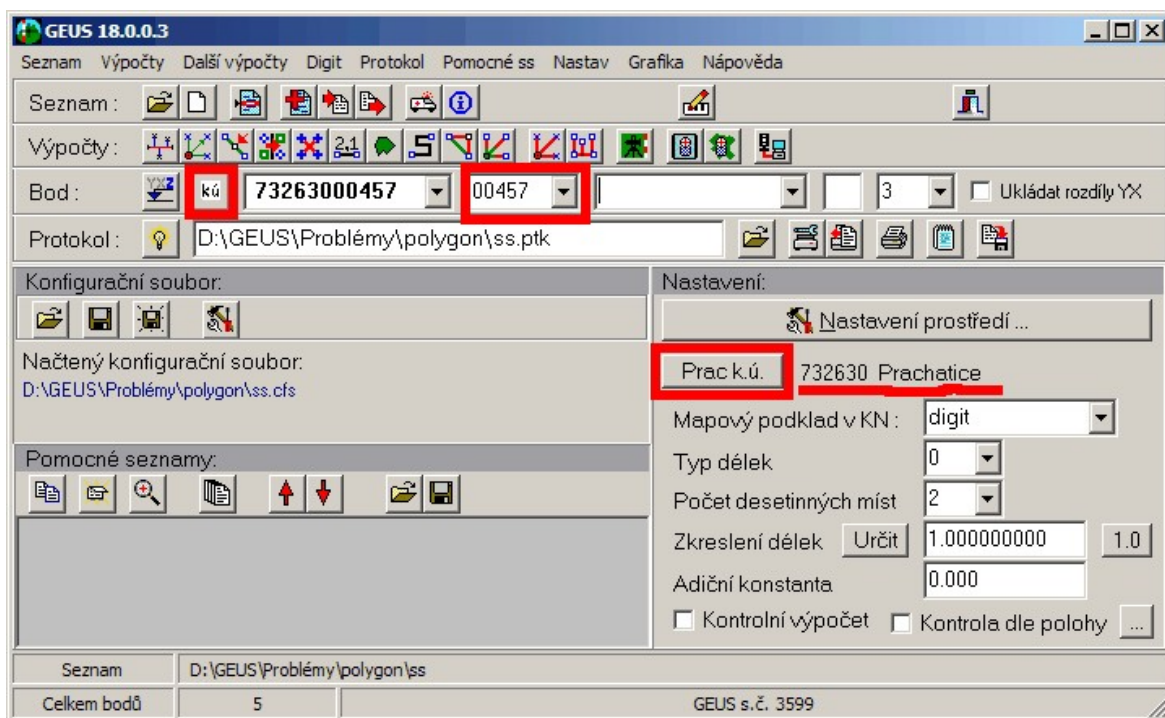 GEUS 18.0.0.3
Seznam Výpočty Další výpočty Digit Protokol Pomocné ss Nastav Grafika Nápověda
Seznam :
Výpočty : 2.1
Bod : YXZ kú 73263000457 00457 3 Ukládat rozdíly YX
Protokol : D:\GEUS\Problémy\polygon\ss.ptk
Konfigurační soubor:
Načtený konfigurační soubor:
D:\GEUS\Problémy\polygon\ss.cfs
Pomocné seznamy:
Nastavení:
Nastavení prostředí ...
Prac k.ú. 732630 Prachatice
Mapový podklad v KN : digit
Typ délek 0
Počet desetinných míst 2
Zkreslení délek Určit 1.000000000 1.0
Adiční konstanta 0.000
Kontrolní výpočet Kontrola dle polohy ...
Seznam D:\GEUS\Problémy\polygon\ss
Celkem bodů 5 GEUS s.č. 3599